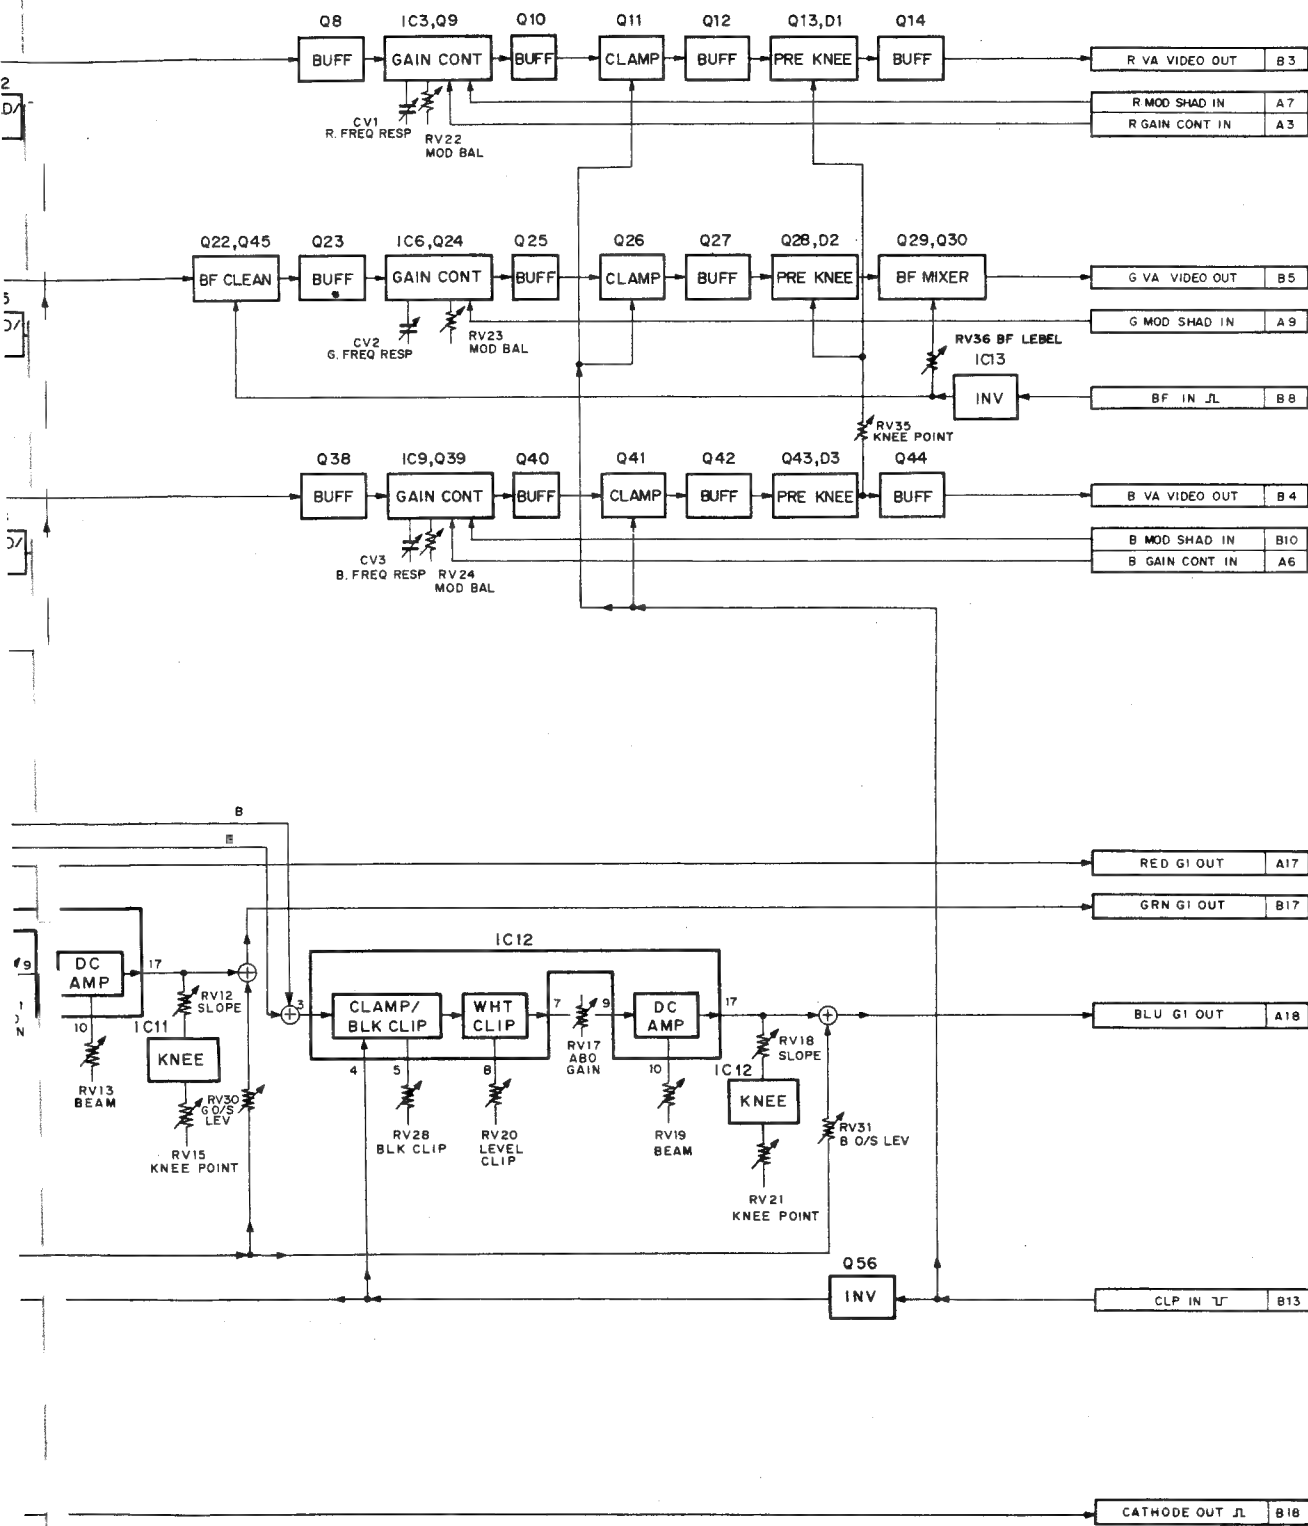 Q8 IC3,Q9 Q10 Q11 Q12 Q13,D1 Q14
BUFF GAIN CONT BUFF CLAMP BUFF PRE KNEE BUFF
R VA VIDEO OUT B3
R MOD SHAD IN A7
R GAIN CONT IN A3
2
D/
CV1
R. FREQ RESP
RV22
MOD BAL
Q22,Q45 Q23 IC6,Q24 Q25 Q26 Q27 Q28,D2 Q29,Q30
BF CLEAN BUFF GAIN CONT BUFF CLAMP BUFF PRE KNEE BF MIXER
G VA VIDEO OUT B5
G MOD SHAD IN A9
CV2
G. FREQ RESP
RV23
MOD BAL
RV36 BF LEBEL
IC13
INV
BF IN B8
RV35
KNEE POINT
Q38 IC9,Q39 Q40 Q41 Q42 Q43,D3 Q44
BUFF GAIN CONT BUFF CLAMP BUFF PRE KNEE BUFF
B VA VIDEO OUT B4
B MOD SHAD IN B10
B GAIN CONT IN A6
CV3
B. FREQ RESP
RV24
MOD BAL
B
RED G1 OUT A17
GRN G1 OUT B17
IC12
9
DC
AMP
17
10
RV13
BEAM
RV12
SLOPE
IC11
KNEE
RV15
KNEE POINT
RV30
G O/S
LEV
3
CLAMP/
BLK CLIP
WHT
CLIP
7
9
RV17
ABO
GAIN
DC
AMP
17
BLU G1 OUT A18
4
5
8
10
RV28
BLK CLIP
RV20
LEVEL
CLIP
RV19
BEAM
RV18
SLOPE
IC12
KNEE
RV21
KNEE POINT
RV31
B O/S LEV
Q56
INV
CLP IN B13
CATHODE OUT B18